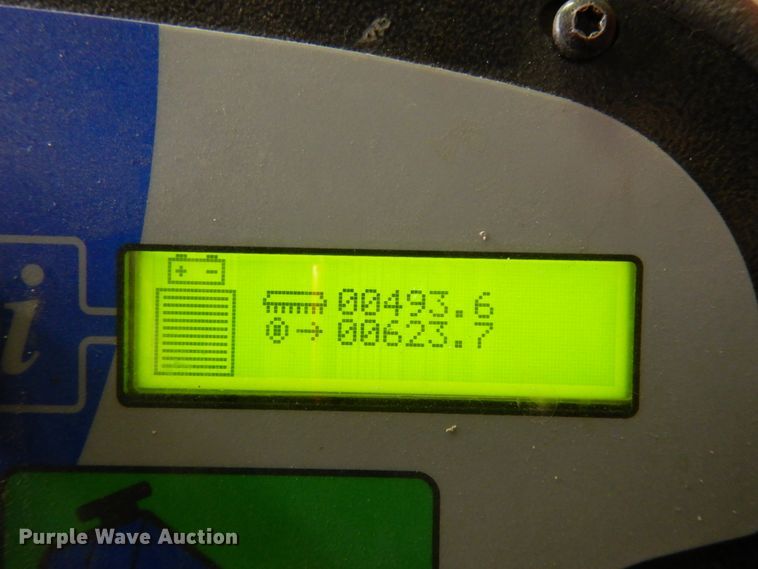 i
+ -
00493.6
00623.7
Purple Wave Auction